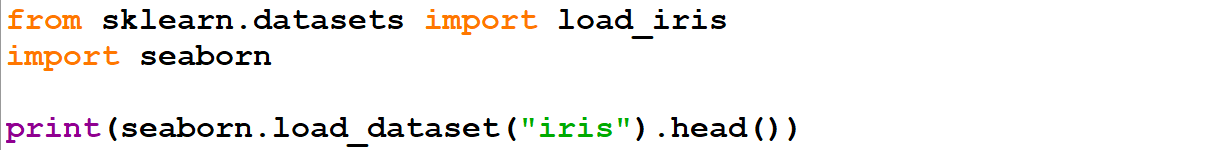 from sklearn.datasets import load_iris
import seaborn
print(seaborn.load_dataset("iris").head())